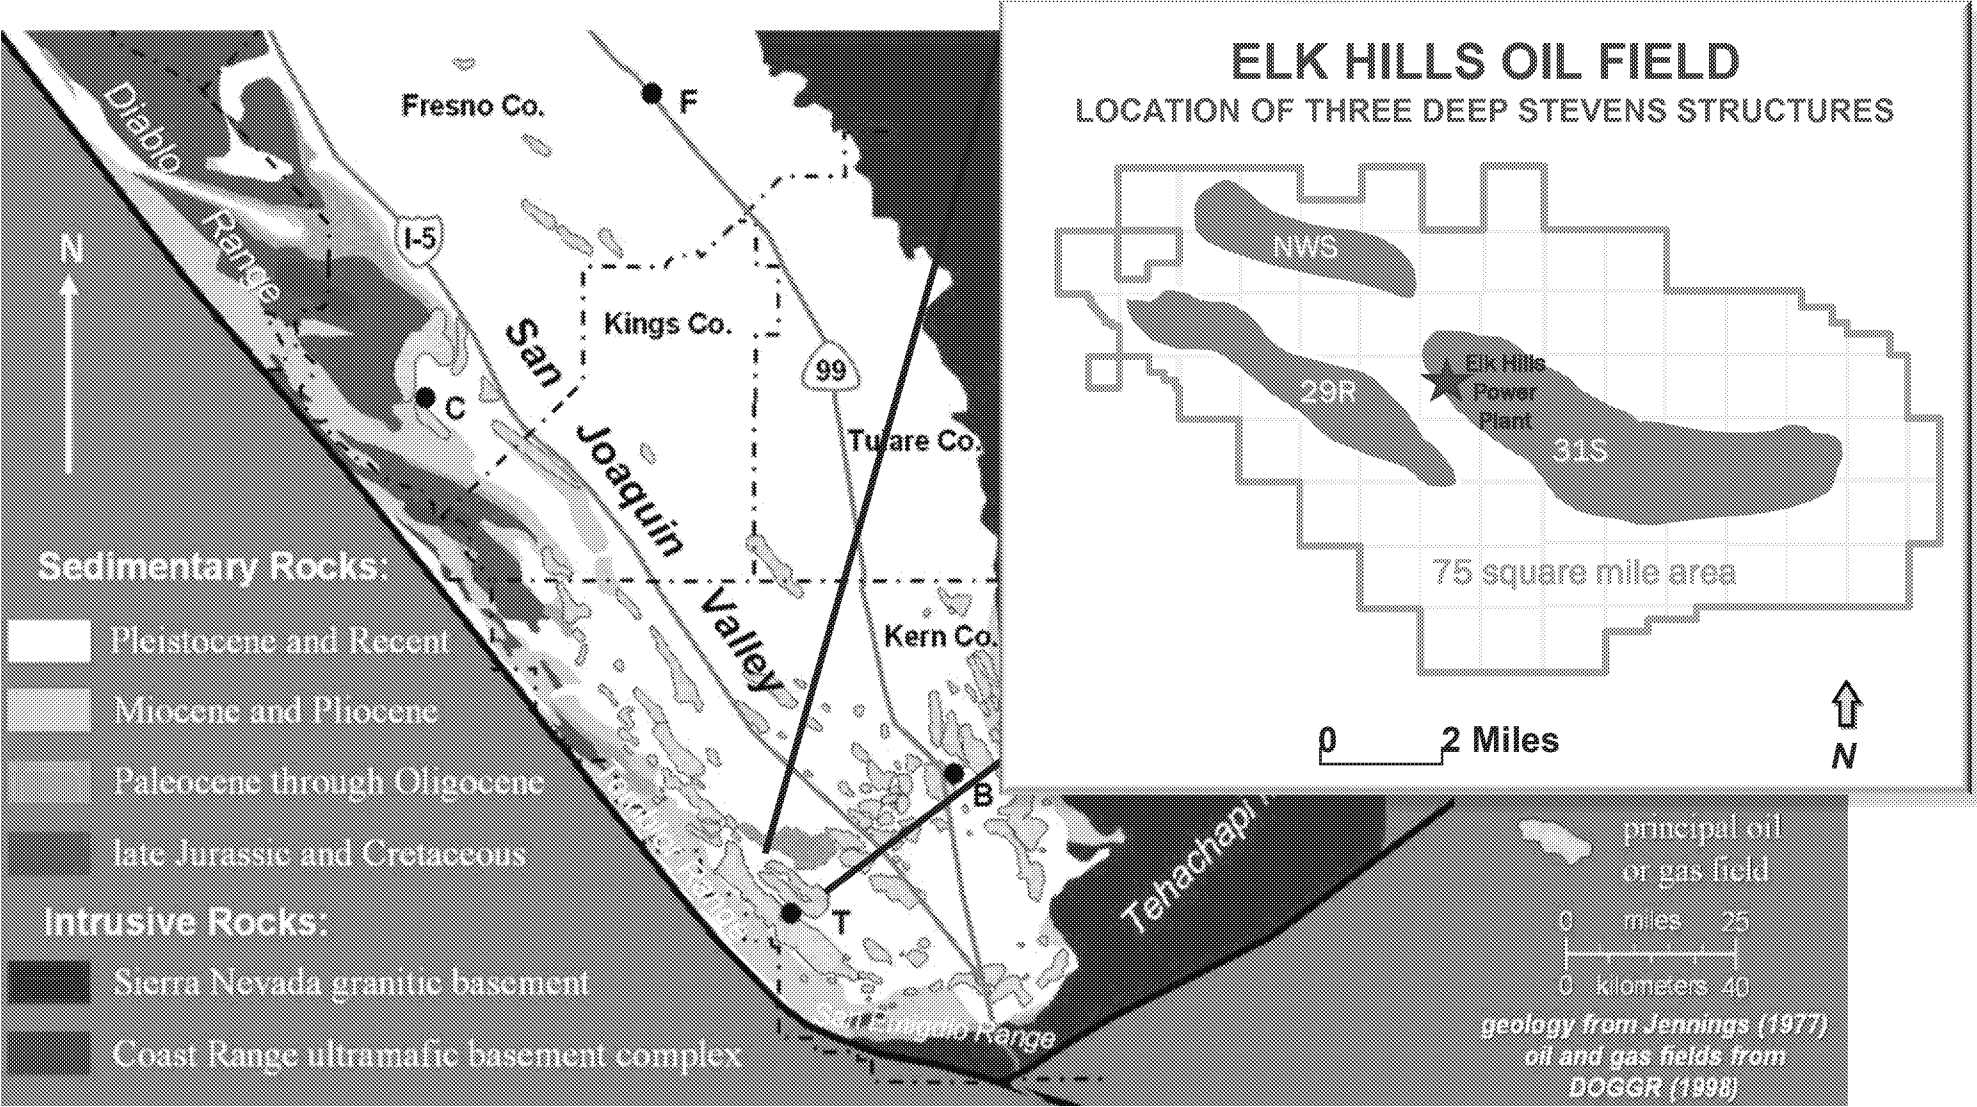 ELK HILLS OIL FIELD
LOCATION OF THREE DEEP STEVENS STRUCTURES
NWS
29R
Elk Hills
Power
Plant
31S
75 square mile area
0 2 Miles
N
Diablo
Range
Fresno Co.
F
I-5
N
Kings Co.
99
San
Joaquin
Valley
C
Tulare Co.
Kern Co.
B
T
Range
San Emigdio Range
Tehachapi
Sedimentary Rocks:
Pleistocene and Recent
Miocene and Pliocene
Paleocene through Oligocene
late Jurassic and Cretaceous
Intrusive Rocks:
Sierra Nevada granitic basement
Coast Range ultramafic basement complex
principal oil
or gas field
0 miles 25
0 kilometers 40
geology from Jennings (1977)
oil and gas fields from
DOGGR (1998)